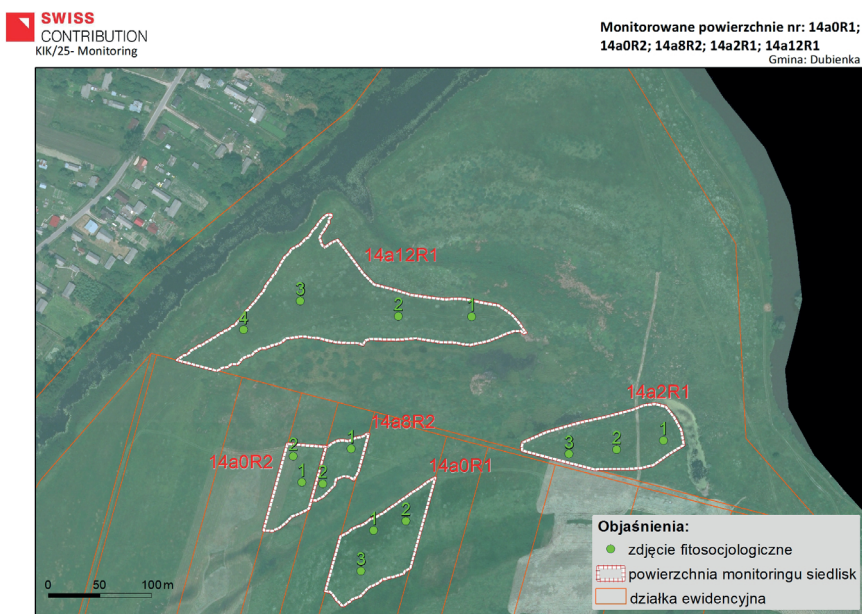 SWISS
CONTRIBUTION
KIK/25- Monitoring
Monitorowane powierzchnie nr: 14a0R1;
14a0R2; 14a8R2; 14a2R1; 14a12R1
Gmina: Dubienka
14a12R1
3
2
1
4
14a2R1
1
2
3
14a8R2
1
2
14a0R2
2
1
14a0R1
2
1
3
Objaśnienia:
zdjęcie fitosocjologiczne
powierzchnia monitoringu siedlisk
działka ewidencyjna
0 50 100 m